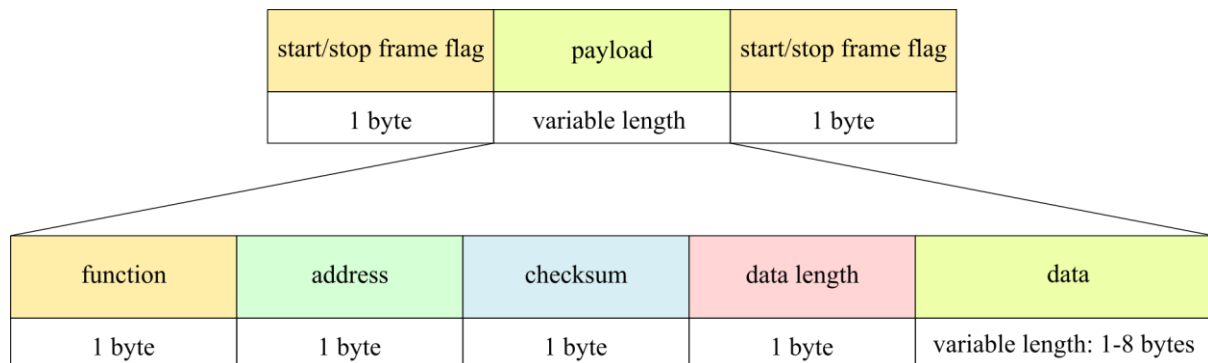 start/stop frame flag payload start/stop frame flag
1 byte variable length 1 byte
function address checksum data length data
1 byte 1 byte 1 byte 1 byte variable length: 1-8 bytes